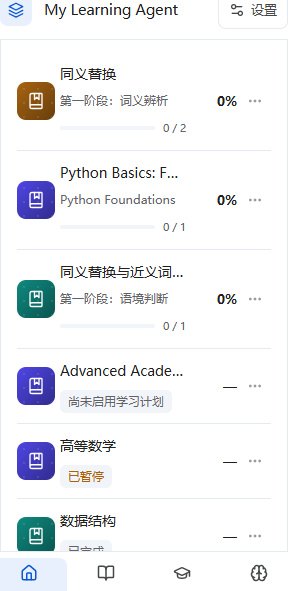 My Learning Agent
设置
同义替换
第一阶段：词义辨析
0%
0 / 2
Python Basics: F...
Python Foundations
0%
0 / 1
同义替换与近义词...
第一阶段：语境判断
0%
0 / 1
Advanced Acade...
—
尚未启用学习计划
高等数学
—
已暂停
数据结构
—
已完成